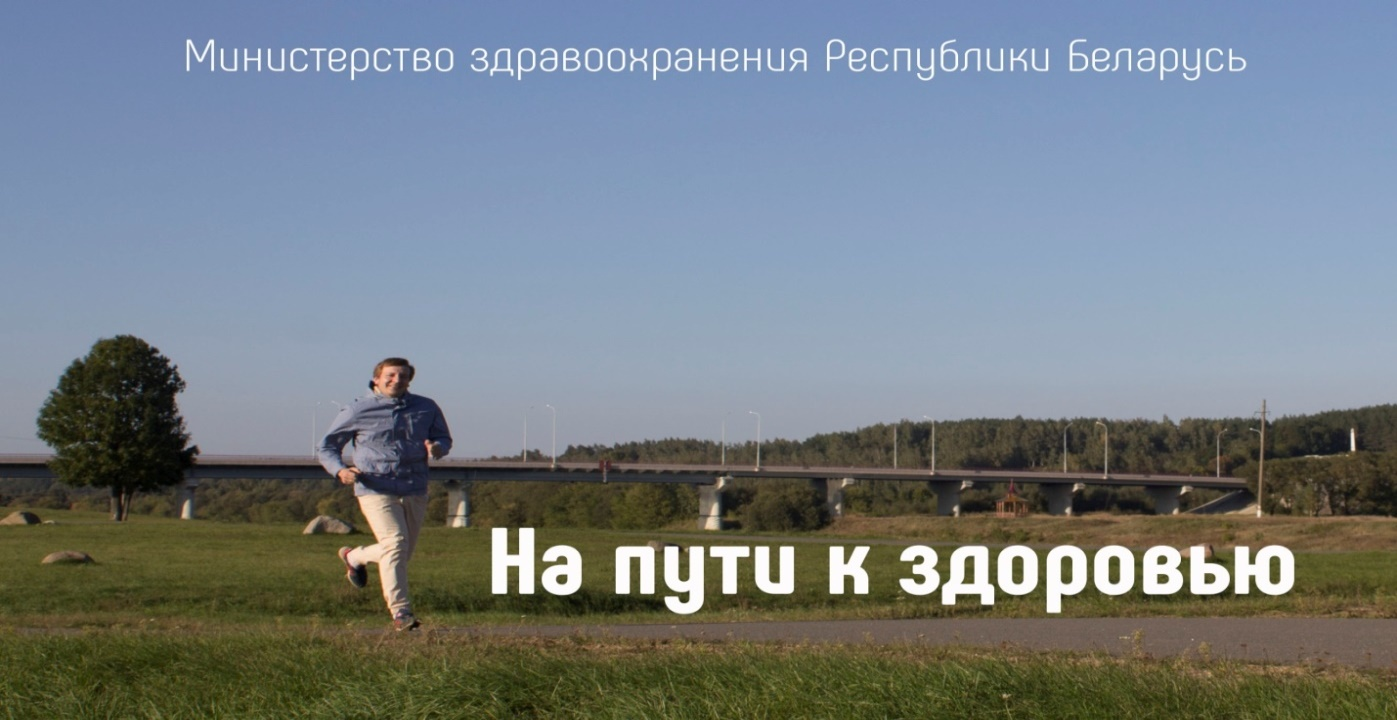 Министерство здравоохранения Республики Беларусь
На пути к здоровью